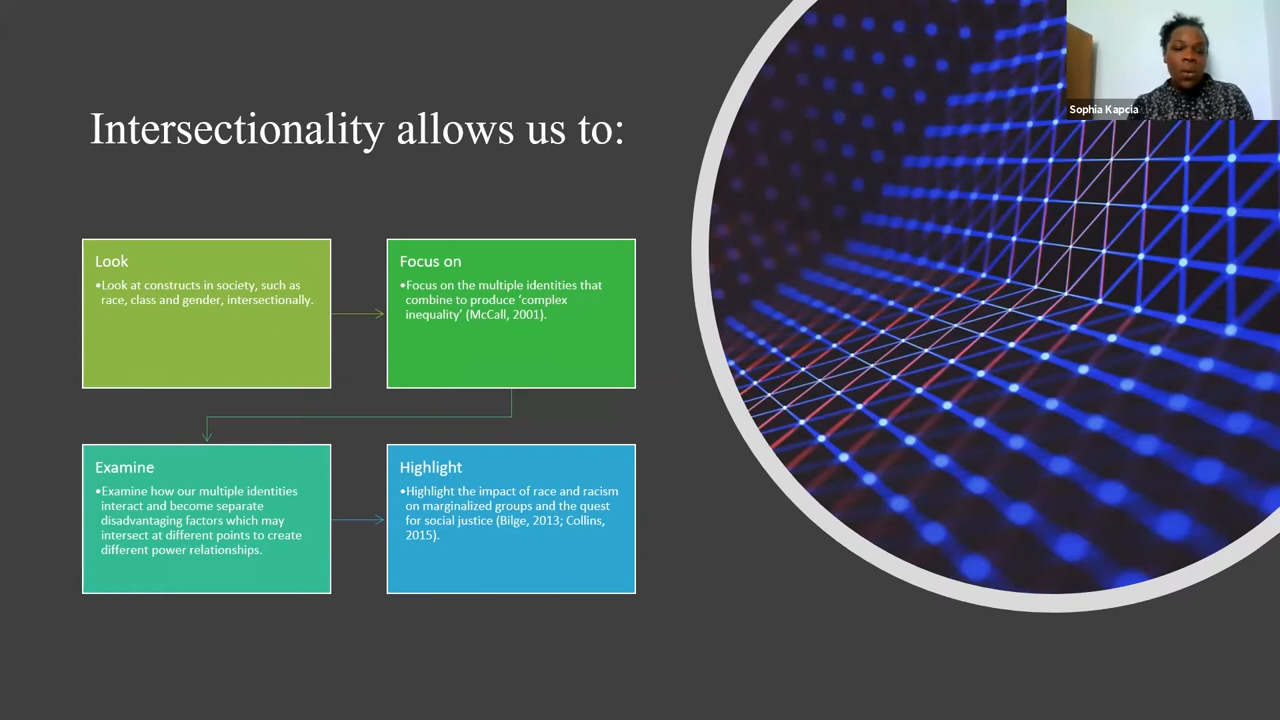 Intersectionality allows us to:
Sophia Kapcia
Look
•Look at constructs in society, such as
race, class and gender, intersectionally.
Focus on
•Focus on the multiple identities that
combine to produce ‘complex
inequality’ (McCall, 2001).
Examine
•Examine how our multiple identities
interact and become separate
disadvantaging factors which may
intersect at different points to create
different power relationships.
Highlight
•Highlight the impact of race and racism
on marginalized groups and the quest
for social justice (Bilge, 2013; Collins,
2015).